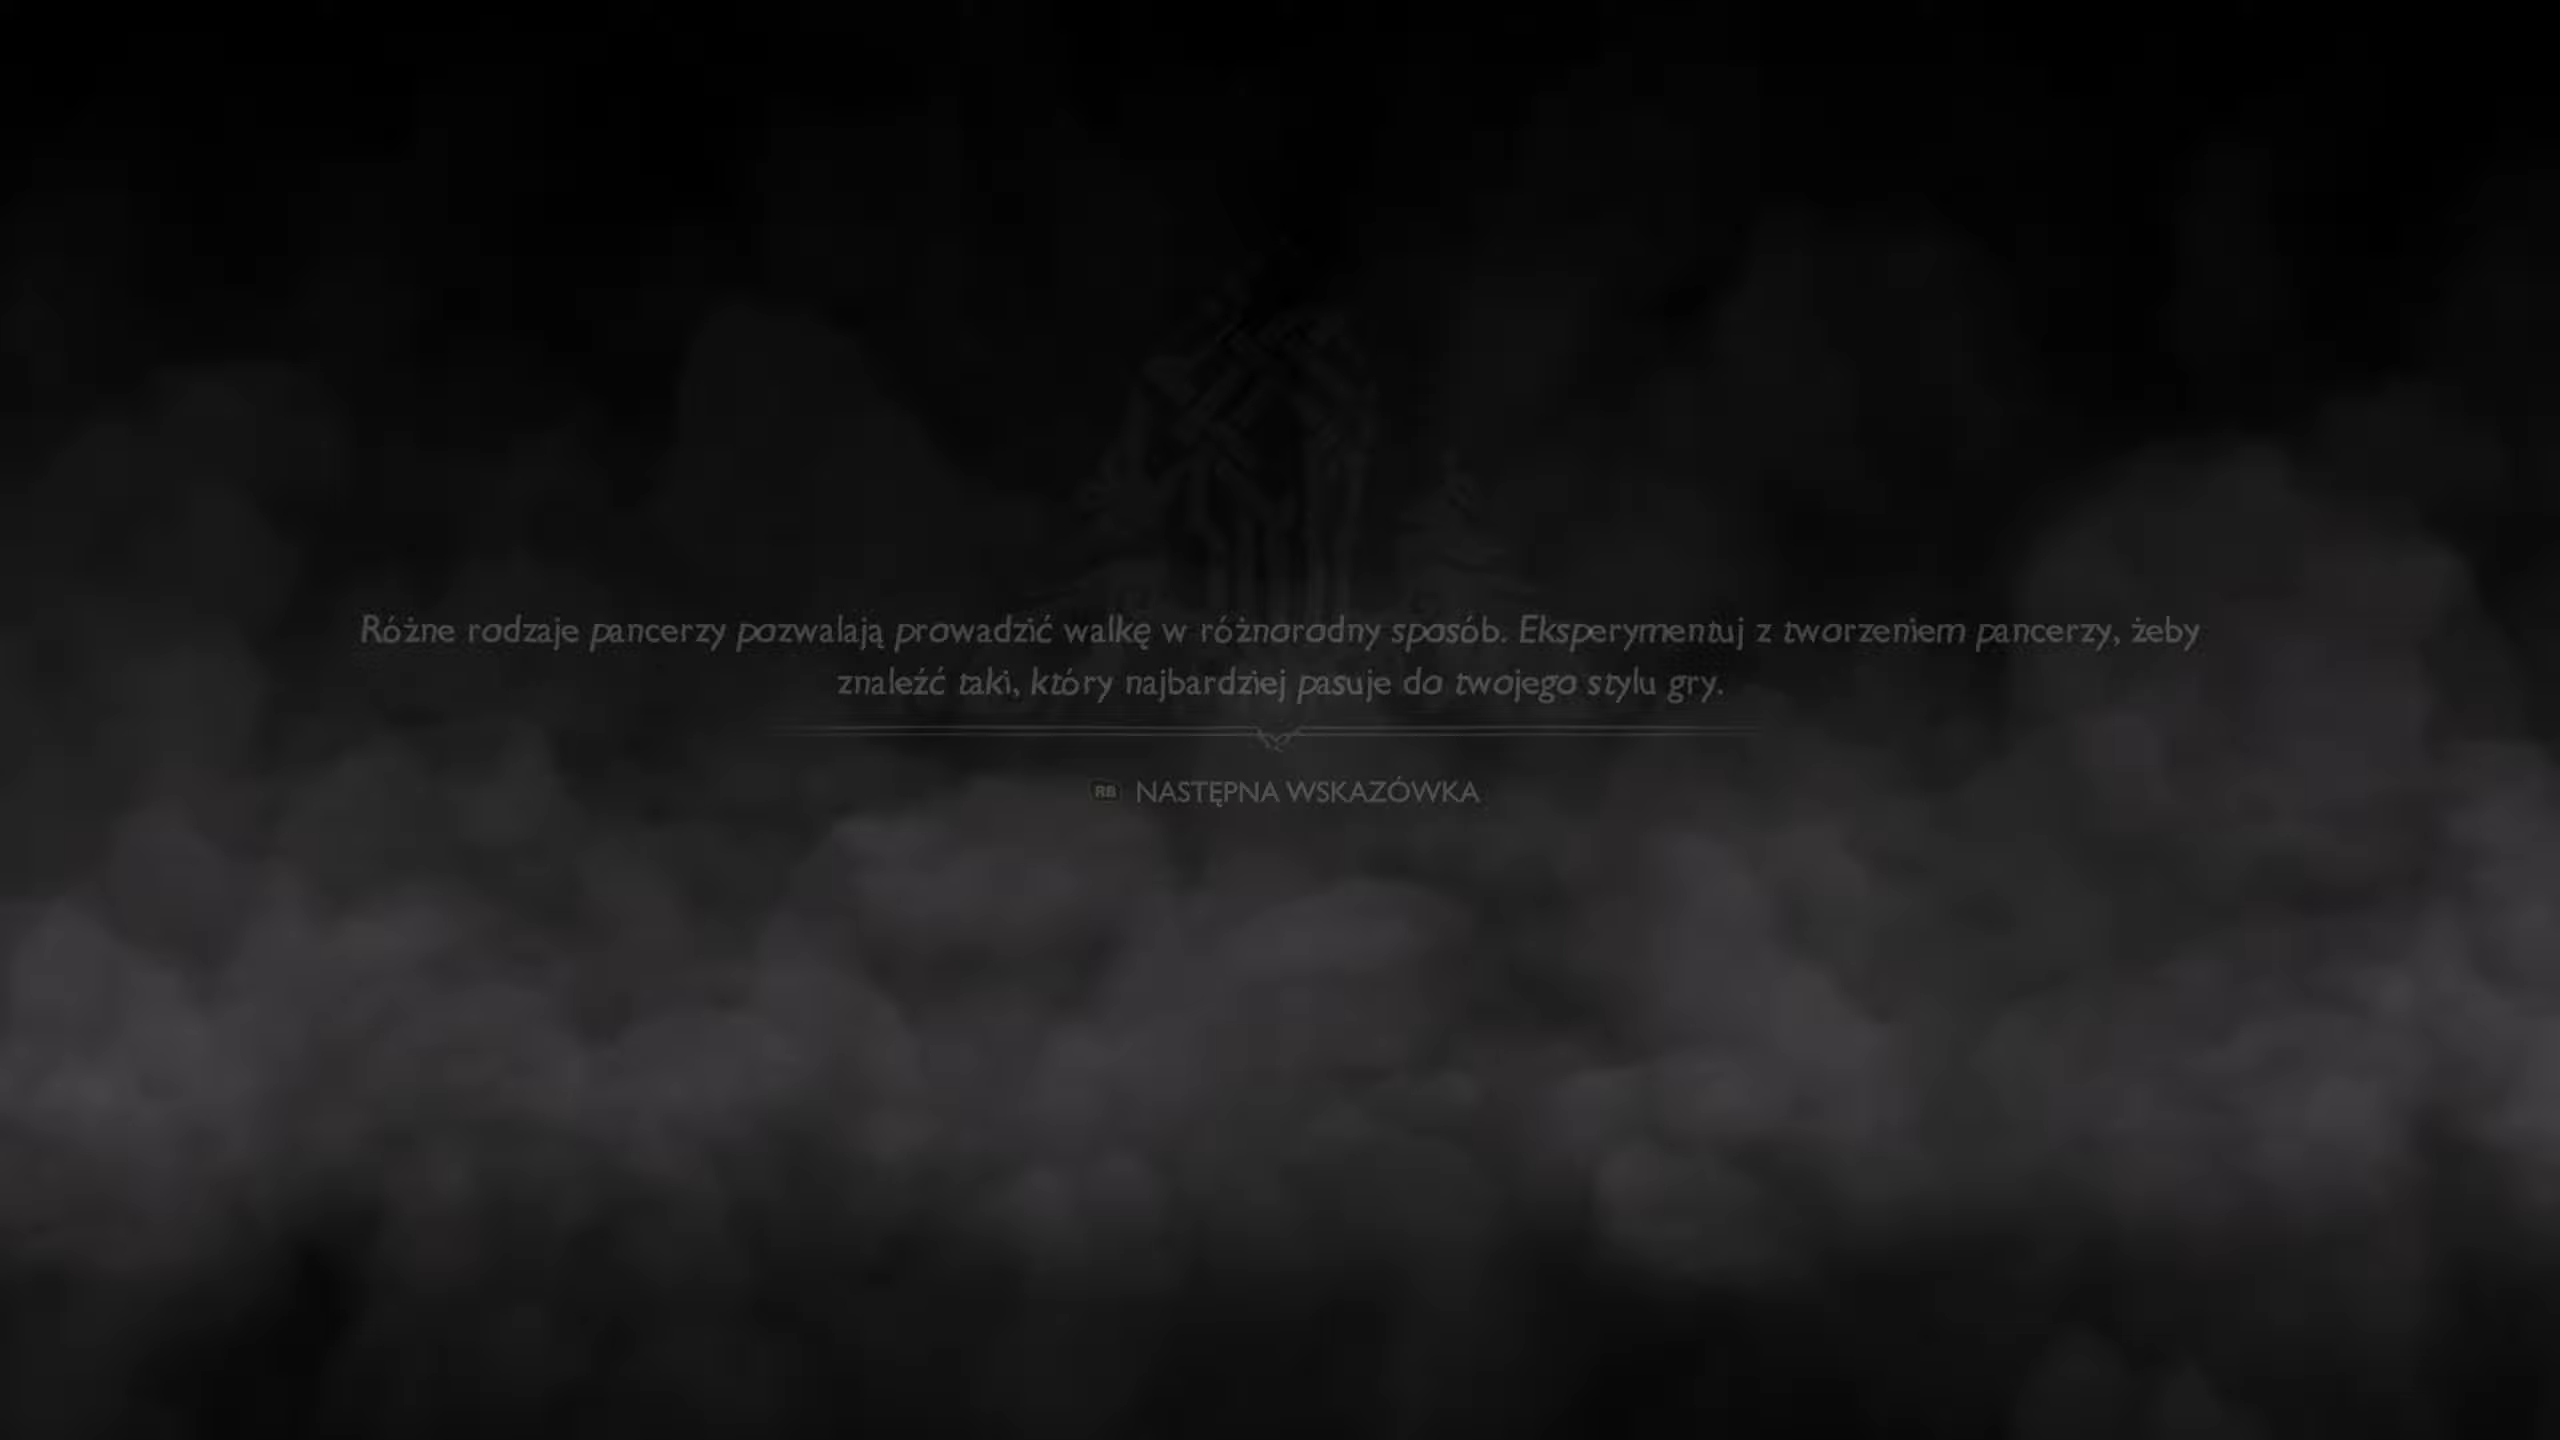 Różne rodzaje pancerzy pozwalają prowadzić walkę w różnorodny sposób. Eksperymentuj z tworzeniem pancerzy, żeby
znaleźć taki, który najbardziej pasuje do twojego stylu gry.
RB NASTĘPNA WSKAZÓWKA